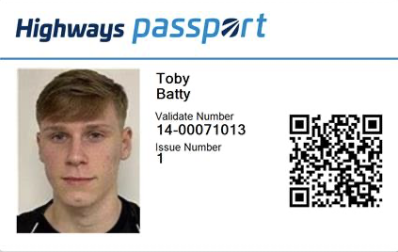 Highways passport
Toby
Batty
Validate Number
14-00071013
Issue Number
1